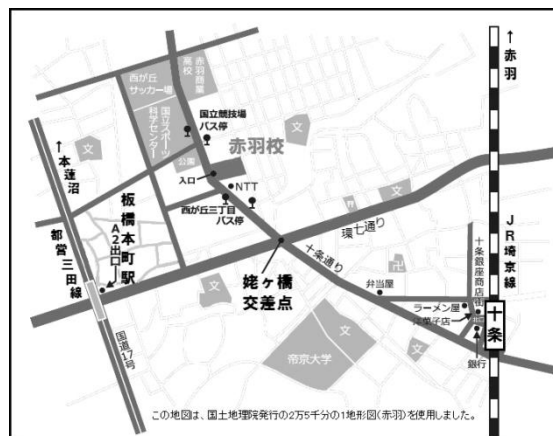 ↑赤羽
赤羽商業高校
西が丘サッカー場
国立スポーツ科学センター
国立競技場
バス停
文
文
↑本蓮沼
赤羽校
公園
入口
NTT
文
板橋本町駅
A2出口
西が丘三丁目
バス停
環七通り
JR埼京線
都営三田線
十条通り
姥ヶ橋
交差点
卍
十条銀座商店街
弁当屋
ラーメン屋
洋菓子店
十条
文
文
国道17号
帝京大学
文
銀行
この地図は、国土地理院発行の2万5千分の1地形図(赤羽)を使用しました。